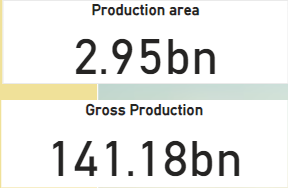 Production area
2.95bn
Gross Production
141.18bn